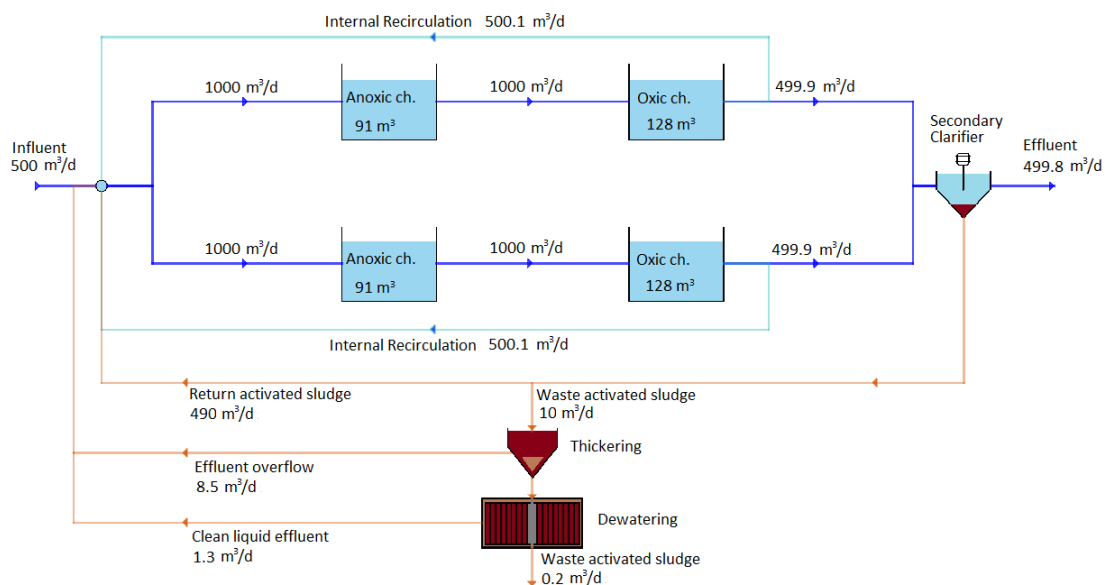 Internal Recirculation 500.1 m³/d
1000 m³/d
1000 m³/d
499.9 m³/d
Anoxic ch.
91 m³
Oxic ch.
128 m³
Secondary
Clarifier
Influent
500 m³/d
Effluent
499.8 m³/d
1000 m³/d
1000 m³/d
499.9 m³/d
Anoxic ch.
91 m³
Oxic ch.
128 m³
Internal Recirculation 500.1 m³/d
Return activated sludge
490 m³/d
Waste activated sludge
10 m³/d
Thickering
Effluent overflow
8.5 m³/d
Dewatering
Clean liquid effluent
1.3 m³/d
Waste activated sludge
0.2 m³/d